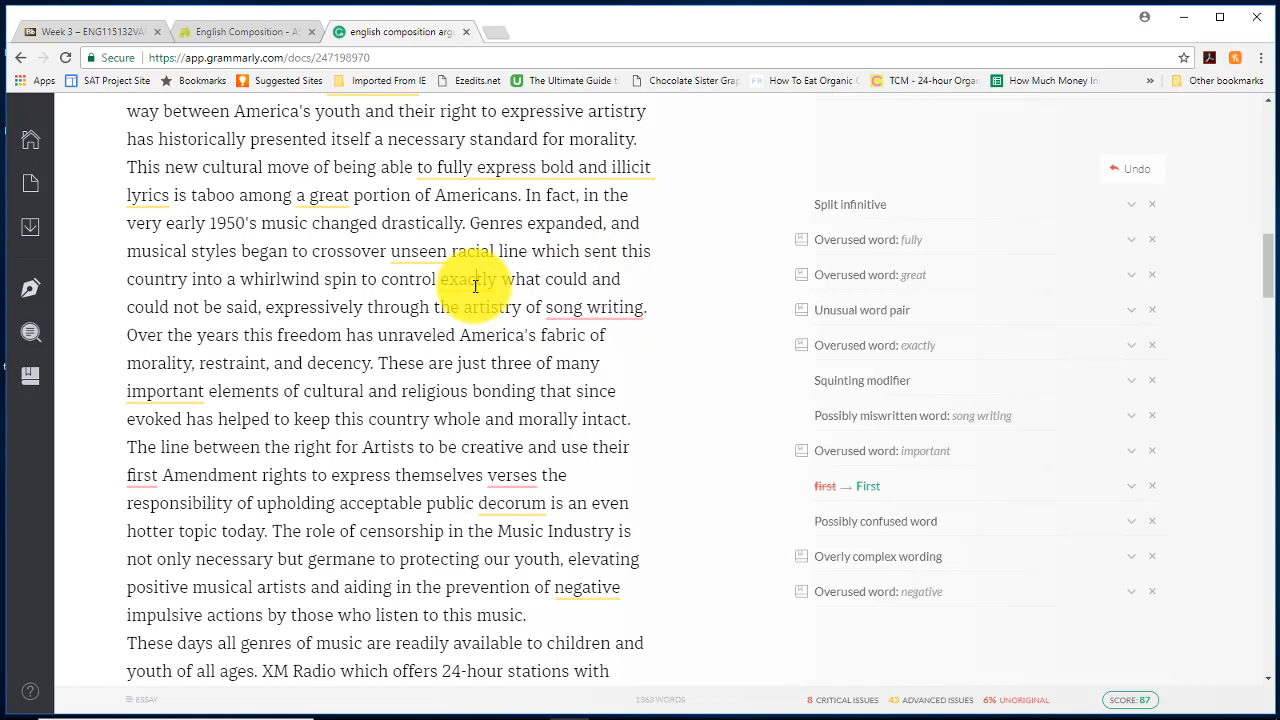 Week 3 – ENG115132VA
English Composition - A
english composition arg
Secure
https://app.grammarly.com/docs/247198970
Apps
SAT Project Site
Bookmarks
Suggested Sites
Imported From IE
Ezedits.net
The Ultimate Guide to
Chocolate Sister Grap
How To Eat Organic
TCM - 24-hour Orga
How Much Money In
»
Other bookmarks
way between America's youth and their right to expressive artistry
has historically presented itself a necessary standard for morality.
This new cultural move of being able to fully express bold and illicit
lyrics is taboo among a great portion of Americans. In fact, in the
very early 1950's music changed drastically. Genres expanded, and
musical styles began to crossover unseen racial line which sent this
country into a whirlwind spin to control exactly what could and
could not be said, expressively through the artistry of song writing.
Over the years this freedom has unraveled America's fabric of
morality, restraint, and decency. These are just three of many
important elements of cultural and religious bonding that since
evoked has helped to keep this country whole and morally intact.
The line between the right for Artists to be creative and use their
first Amendment rights to express themselves verses the
responsibility of upholding acceptable public decorum is an even
hotter topic today. The role of censorship in the Music Industry is
not only necessary but germane to protecting our youth, elevating
positive musical artists and aiding in the prevention of negative
impulsive actions by those who listen to this music.
These days all genres of music are readily available to children and
youth of all ages. XM Radio which offers 24-hour stations with
Undo
Split infinitive
Overused word: fully
Overused word: great
Unusual word pair
Overused word: exactly
Squinting modifier
Possibly miswritten word: song writing
Overused word: important
first → First
Possibly confused word
Overly complex wording
Overused word: negative
ESSAY
1363 WORDS
8 CRITICAL ISSUES
43 ADVANCED ISSUES
6% UNORIGINAL
SCORE: 87